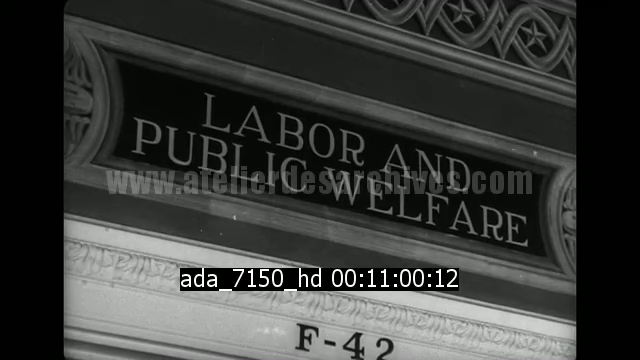 LABOR AND
PUBLIC WELFARE
www.atelierdesarchives.com
ada_7150_hd 00:11:00:12
F-42